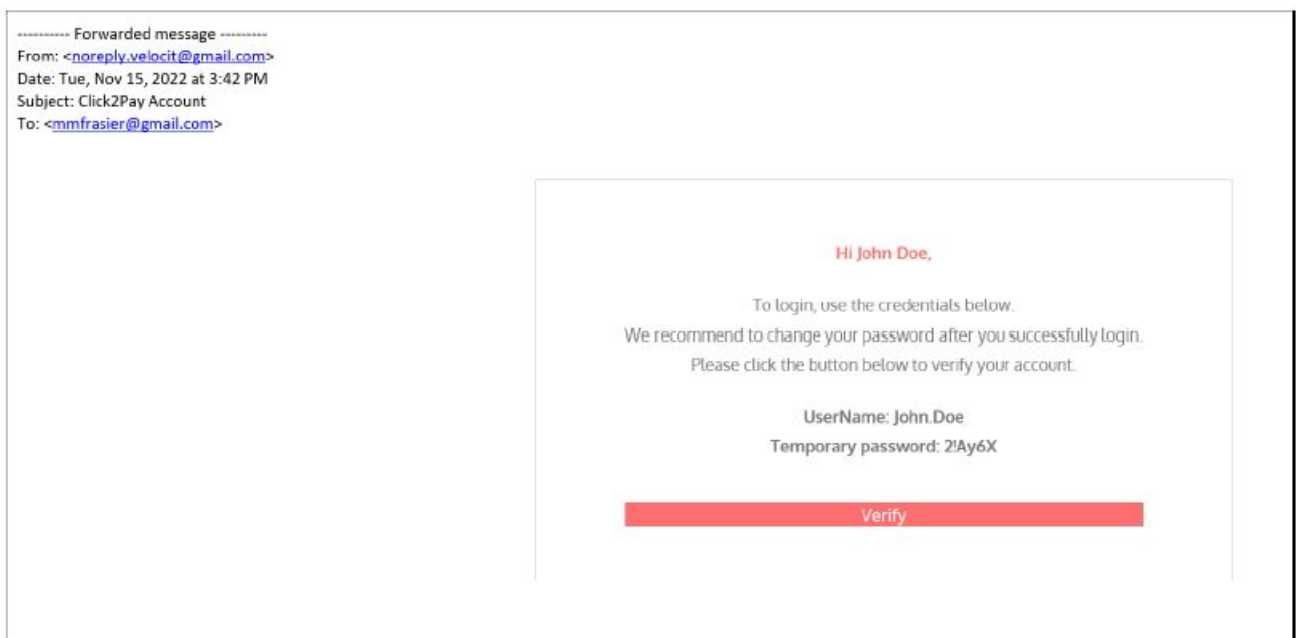 ---------- Forwarded message ---------
From: <noreply.velocit@gmail.com>
Date: Tue, Nov 15, 2022 at 3:42 PM
Subject: Click2Pay Account
To: <mmfrasier@gmail.com>
Hi John Doe,
To login, use the credentials below.
We recommend to change your password after you successfully login.
Please click the button below to verify your account.
UserName: John.Doe
Temporary password: 2!Ay6X
Verify